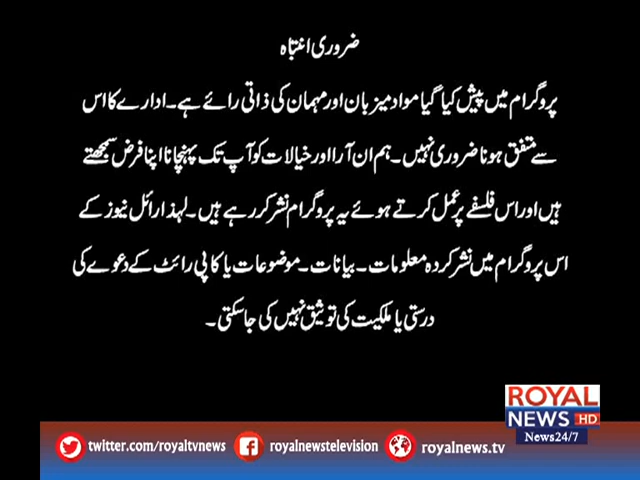 ضروری انتباہ
پروگرام میں پیش کیا گیا مواد میزبان اور مہمان کی ذاتی رائے ہے۔ ادارے کا اس
سے متفق ہونا ضروری نہیں۔ ہم ان آرا اور خیالات کو آپ تک پہنچانا اپنا فرض سمجھتے
ہیں اور اس فلسفے پر عمل کرتے ہوئے یہ پروگرام نشر کر رہے ہیں۔ لہذا رائل نیوز کے
اس پروگرام میں نشر کردہ معلومات۔ بیانات۔ موضوعات یا کاپی رائٹ کے دعوے کی
درستی یا ملکیت کی توثیق نہیں کی جاسکتی۔
ROYAL
NEWS HD
News24/7
twitter.com/royaltvnews royalnewstelevision royalnews.tv